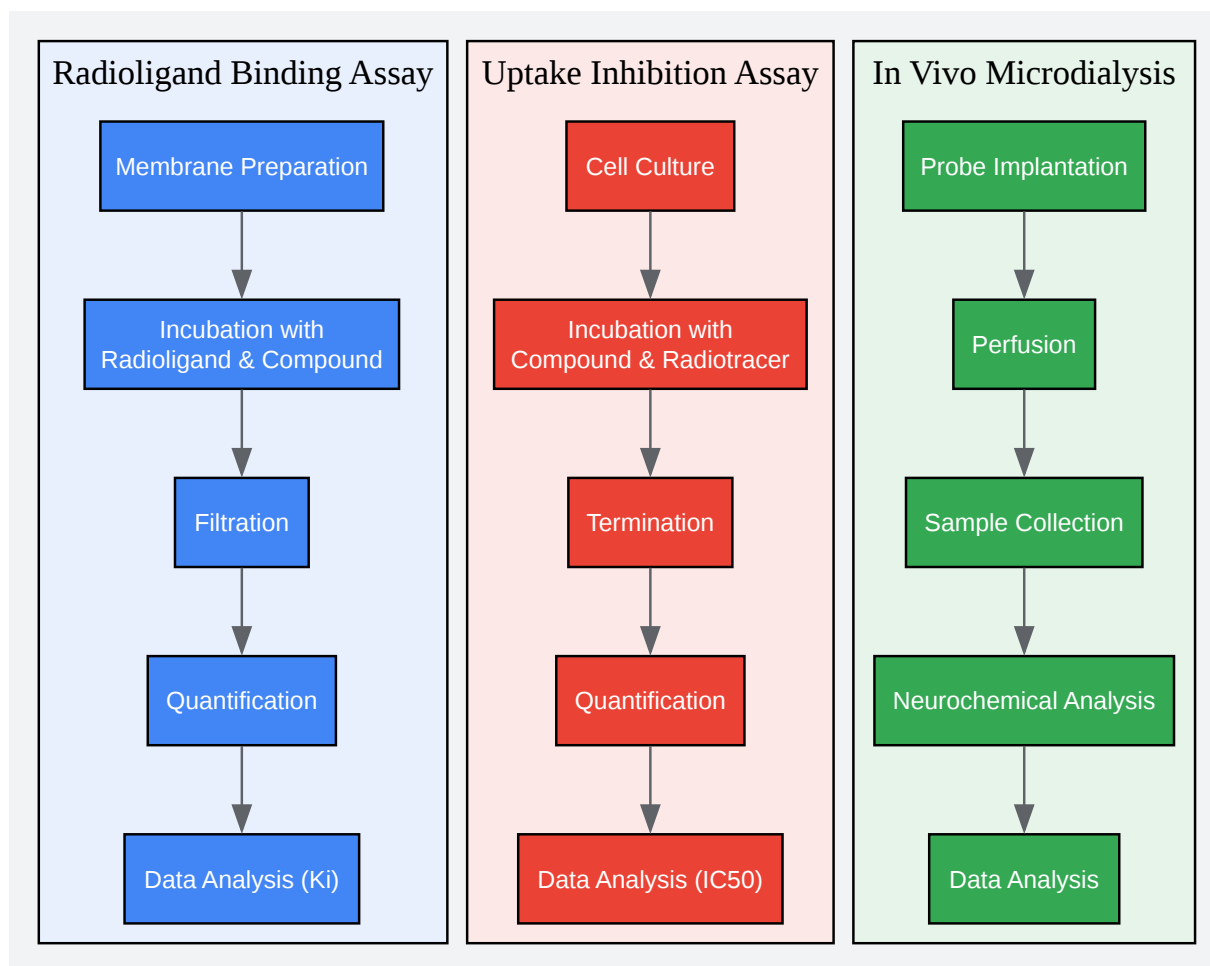 Radioligand Binding Assay
Membrane Preparation
Incubation with
Radioligand & Compound
Filtration
Quantification
Data Analysis (Ki)
Uptake Inhibition Assay
Cell Culture
Incubation with
Compound & Radiotracer
Termination
Quantification
Data Analysis (IC50)
In Vivo Microdialysis
Probe Implantation
Perfusion
Sample Collection
Neurochemical Analysis
Data Analysis